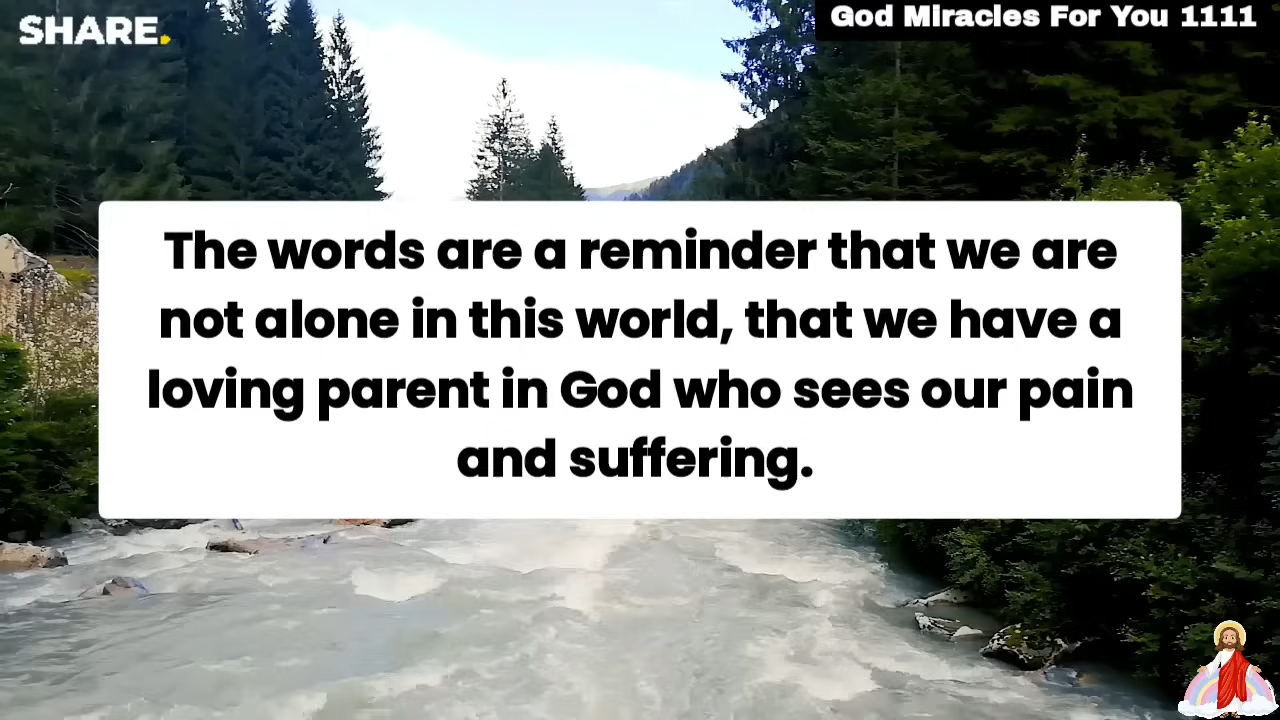 SHARE.
God Miracles For You 1111
The words are a reminder that we are
not alone in this world, that we have a
loving parent in God who sees our pain
and suffering.